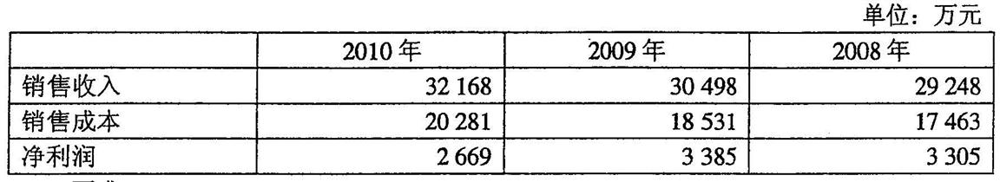 单位：万元
2010年 2009年 2008年
销售收入 32 168 30 498 29 248
销售成本 20 281 18 531 17 463
净利润 2 669 3 385 3 305